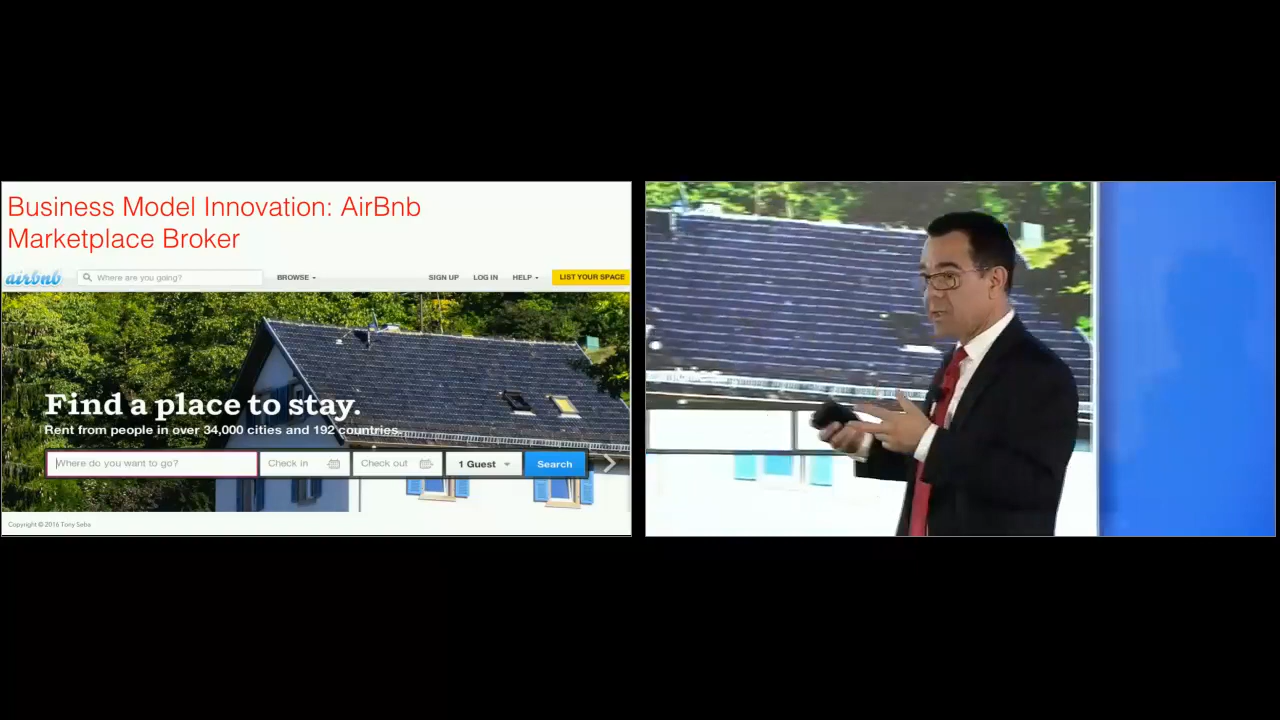 Business Model Innovation: AirBnb
Marketplace Broker
airbnb Where are you going? BROWSE SIGN UP LOG IN HELP LIST YOUR SPACE
Find a place to stay.
Rent from people in over 34,000 cities and 192 countries.
Where do you want to go? Check in Check out 1 Guest Search
Copyright © 2016 Tony Seba